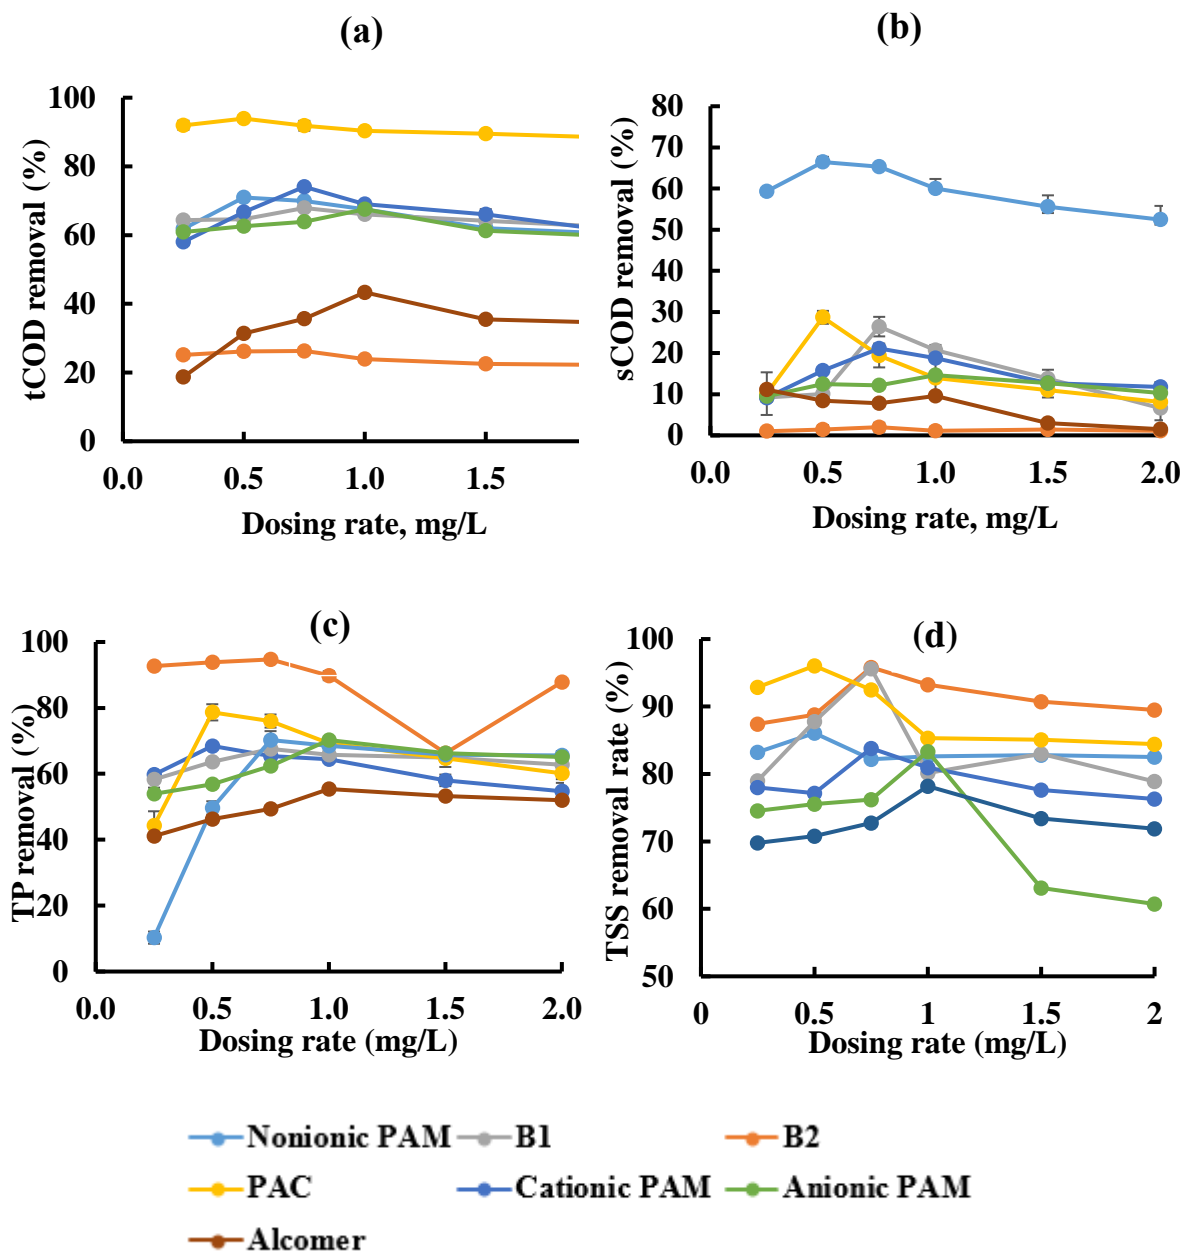 (a)
(b)
tCOD removal (%)
100
80
60
40
20
0
0.0 0.5 1.0 1.5
Dosing rate, mg/L
sCOD removal (%)
80
70
60
50
40
30
20
10
0
0.0 0.5 1.0 1.5 2.0
Dosing rate, mg/L
(c)
(d)
TP removal (%)
100
80
60
40
20
0
0.0 0.5 1.0 1.5 2.0
Dosing rate (mg/L)
TSS removal rate (%)
100
90
80
70
60
50
0 0.5 1 1.5 2
Dosing rate (mg/L)
Nonionic PAM B1 B2
PAC Cationic PAM Anionic PAM
Alcomer